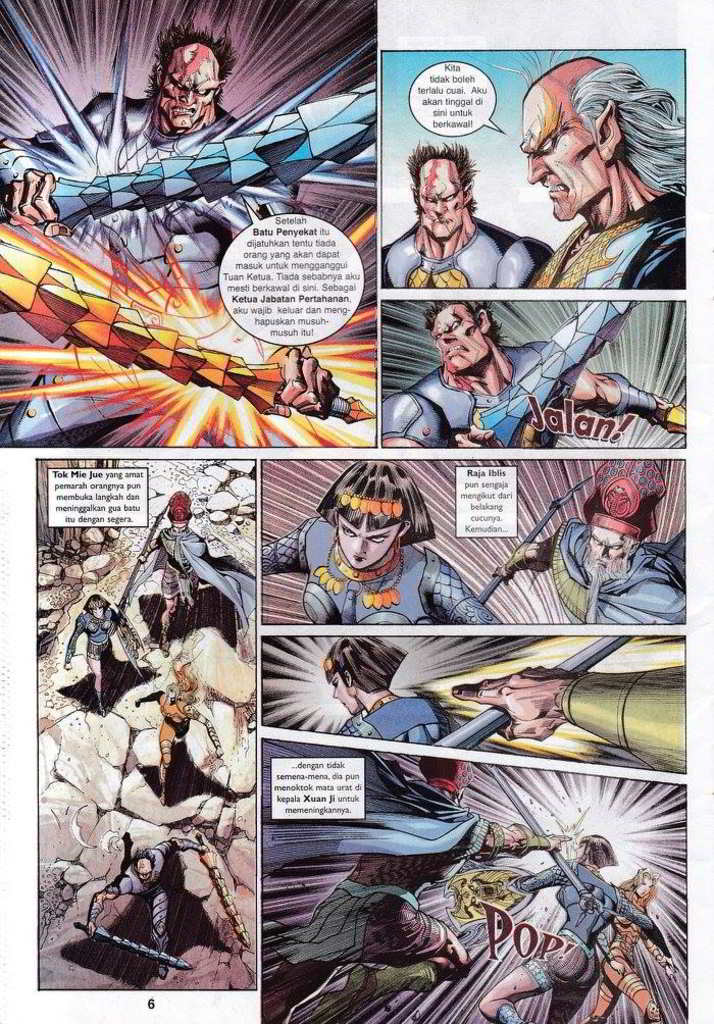 Setelah
Batu Penyekat itu
dijatuhkan tentu tiada
orang yang akan dapat
masuk untuk mengganggui
Tuan Ketua. Tiada sebabnya aku
mesti berkawal di sini. Sebagai
Ketua Jabatan Pertahanan,
aku wajib keluar dan meng-
hapuskan musuh-
musuh itu!
Kita
tidak boleh
terlalu cuai. Aku
akan tinggal di
sini untuk
berkawal!
Jalan!
Tok Mie Jue yang amat
pemarah orangnya pun
membuka langkah dan
meninggalkan gua batu
itu dengan segera.
Raja Iblis
pun sengaja
mengikut dari
belakang
cucunya.
Kemudian...
...dengan tidak
semena-mena, dia pun
menotok mata urat di
kepala Xuan Ji untuk
memeningkannya.
POP!
6